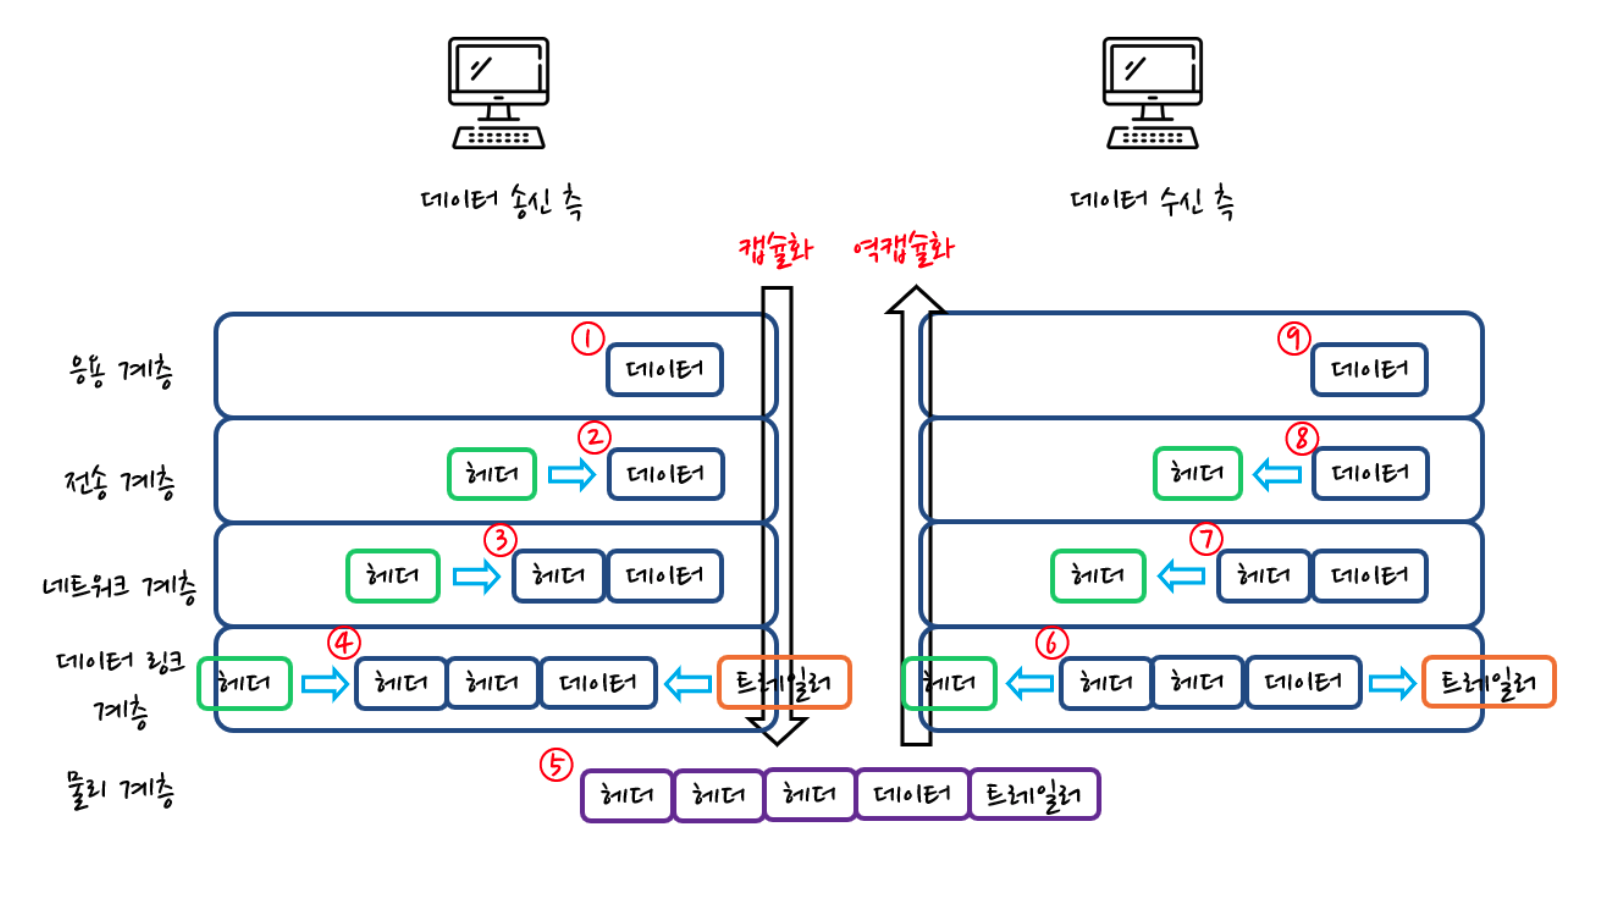 데이터 송신 측
데이터 수신 측
캡슐화
역캡슐화
응용 계층
① 데이터
⑨ 데이터
전송 계층
헤더 ② 데이터
헤더 ⑧ 데이터
네트워크 계층
헤더 ③ 헤더 데이터
헤더 ⑦ 헤더 데이터
데이터 링크
계층
헤더 ④ 헤더 헤더 데이터 트레일러
헤더 ⑥ 헤더 헤더 데이터 트레일러
물리 계층
⑤ 헤더 헤더 헤더 데이터 트레일러